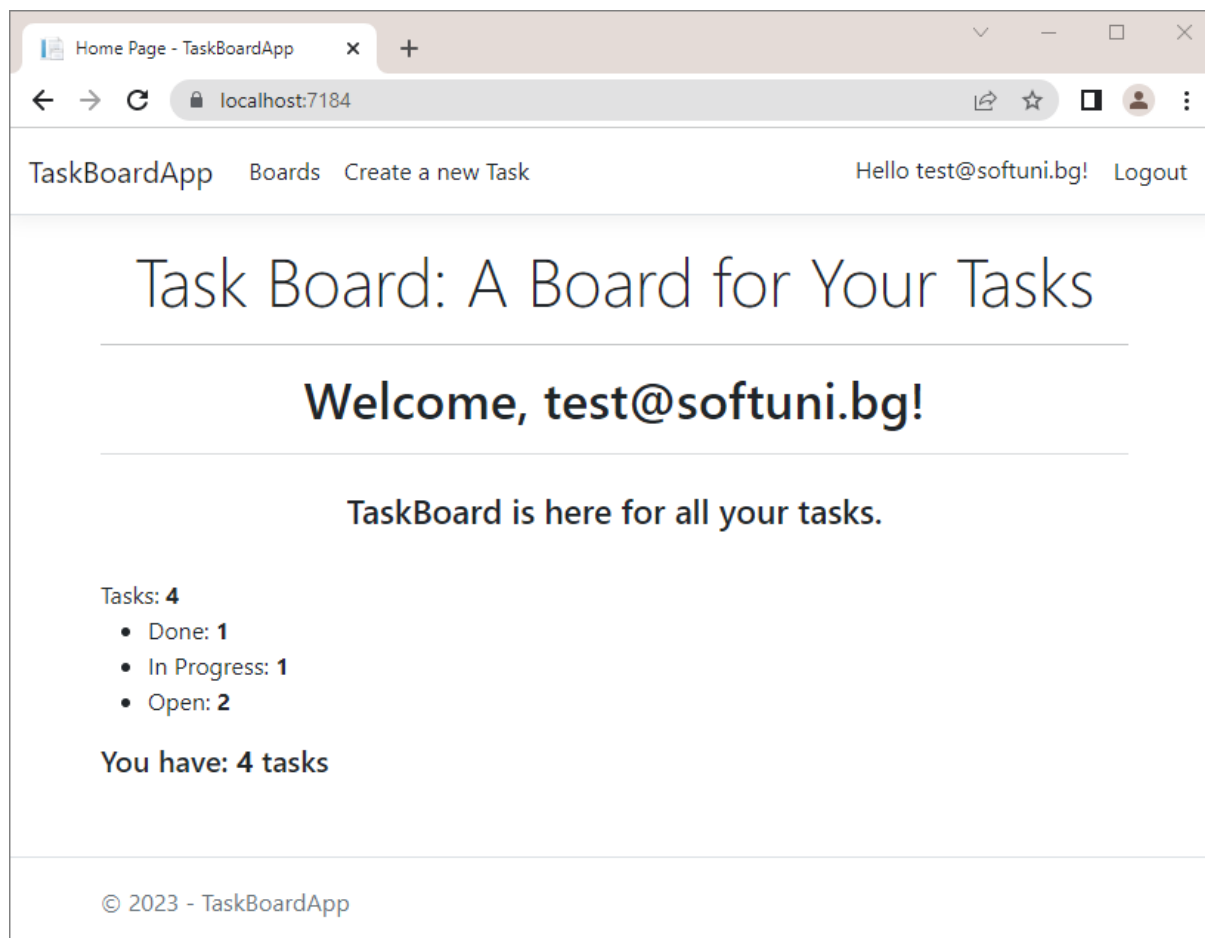 Home Page - TaskBoardApp
localhost:7184
TaskBoardApp Boards Create a new Task Hello test@softuni.bg! Logout
Task Board: A Board for Your Tasks
Welcome, test@softuni.bg!
TaskBoard is here for all your tasks.
Tasks: 4
Done: 1
In Progress: 1
Open: 2
You have: 4 tasks
© 2023 - TaskBoardApp